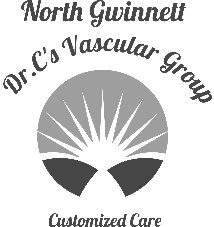 North Gwinnett
Dr.C's Vascular Group
Customized Care